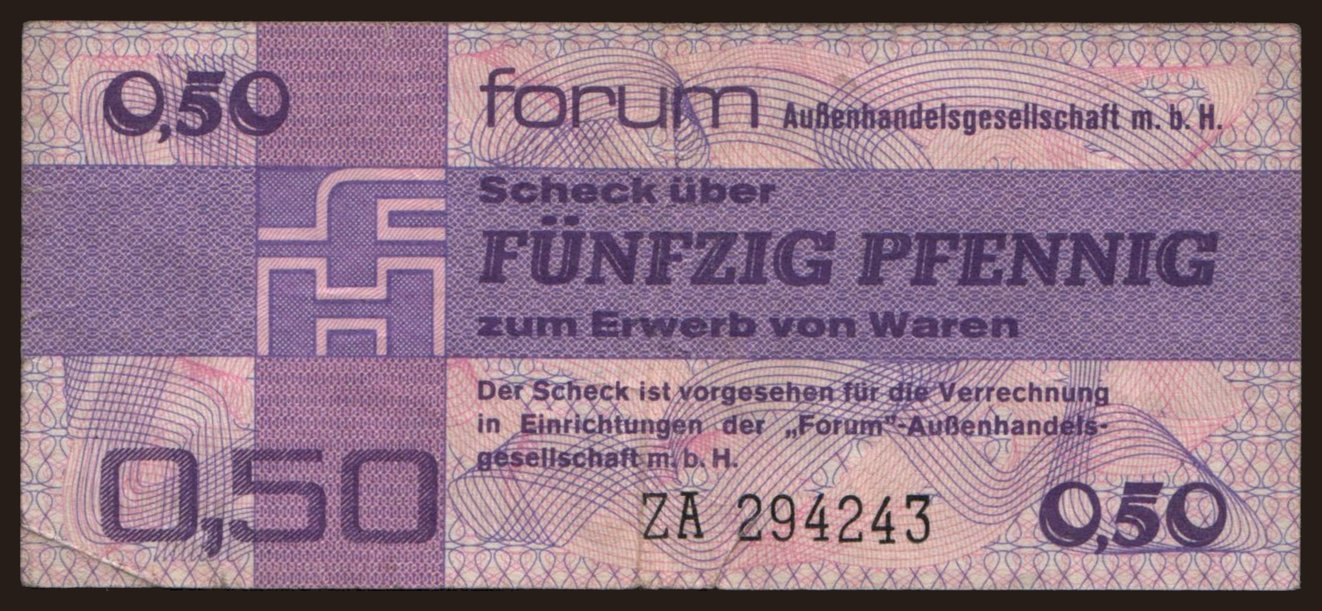 0,50
forum Außenhandelsgesellschaft m. b. H.
Scheck über
FÜNFZIG PFENNIG
zum Erwerb von Waren
Der Scheck ist vorgesehen für die Verrechnung
in Einrichtungen der „Forum"-Außenhandels-
gesellschaft m. b. H.
0,50
ZA 294243
0,50